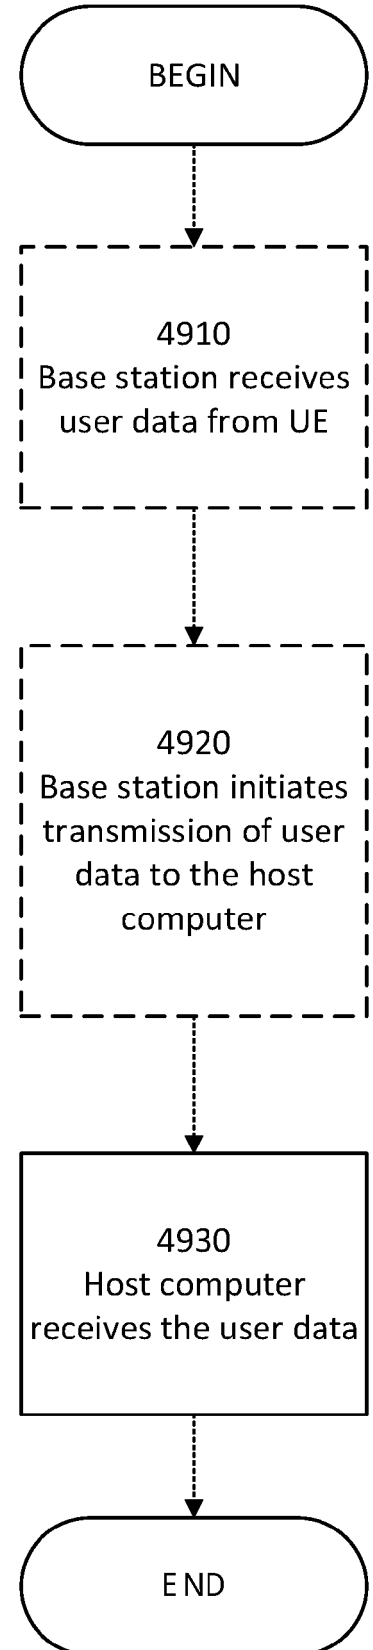 BEGIN
4910
Base station receives
user data from UE
4920
Base station initiates
transmission of user
data to the host
computer
4930
Host computer
receives the user data
END